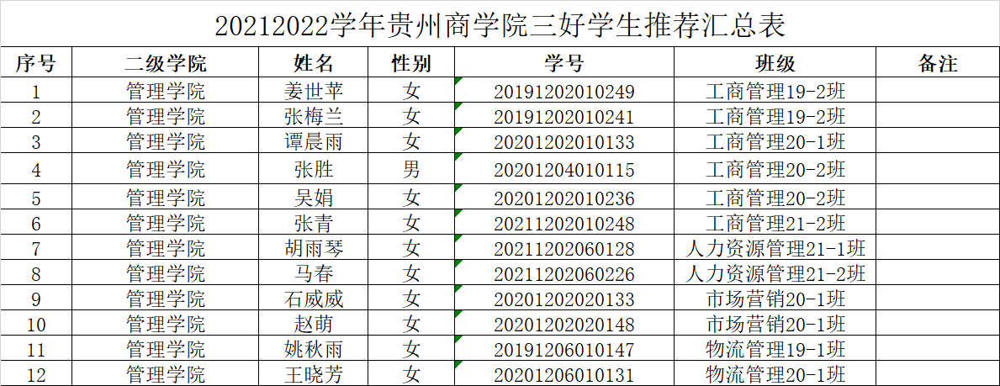 20212022学年贵州商学院三好学生推荐汇总表
序号 二级学院 姓名 性别 学号 班级 备注
1 管理学院 姜世苹 女 20191202010249 工商管理19-2班
2 管理学院 张梅兰 女 20191202010241 工商管理19-2班
3 管理学院 谭晨雨 女 20201202010133 工商管理20-1班
4 管理学院 张胜 男 20201204010115 工商管理20-2班
5 管理学院 吴娟 女 20201202010236 工商管理20-2班
6 管理学院 张青 女 20211202010248 工商管理21-2班
7 管理学院 胡雨琴 女 20211202060128 人力资源管理21-1班
8 管理学院 马春 女 20211202060226 人力资源管理21-2班
9 管理学院 石威威 女 20201202020133 市场营销20-1班
10 管理学院 赵萌 女 20201202020148 市场营销20-1班
11 管理学院 姚秋雨 女 20191206010147 物流管理19-1班
12 管理学院 王晓芳 女 20201206010131 物流管理20-1班